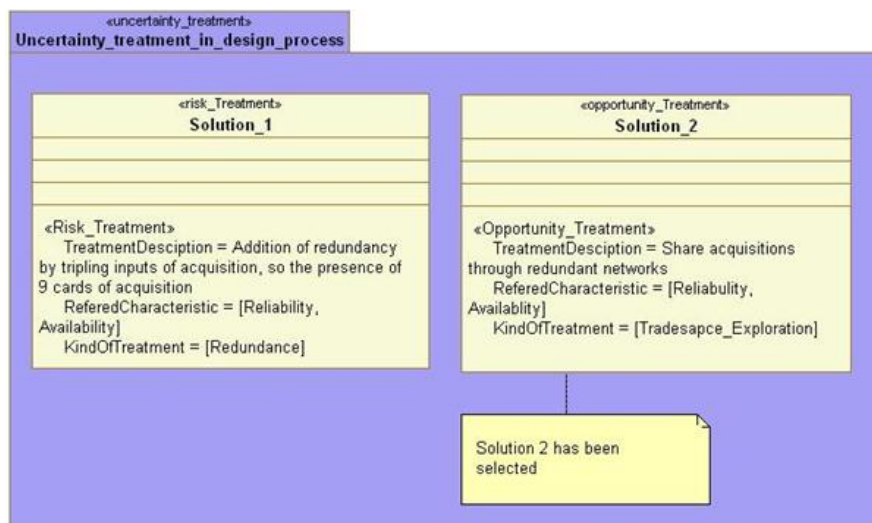 «uncertainty_treatment»
Uncertainty_treatment_in_design_process
«risk_Treatment»
Solution_1
«Risk_Treatment»
TreatmentDesciption = Addition of redundancy
by tripling inputs of acquisition, so the presence of
9 cards of acquisition
ReferedCharacteristic = [Reliability,
Availability]
KindOfTreatment = [Redundance]
«opportunity_Treatment»
Solution_2
«Opportunity_Treatment»
TreatmentDesciption = Share acquisitions
through redundant networks
ReferedCharacteristic = [Reliabulity,
Availablity]
KindOfTreatment = [Tradesapce_Exploration]
Solution 2 has been
selected